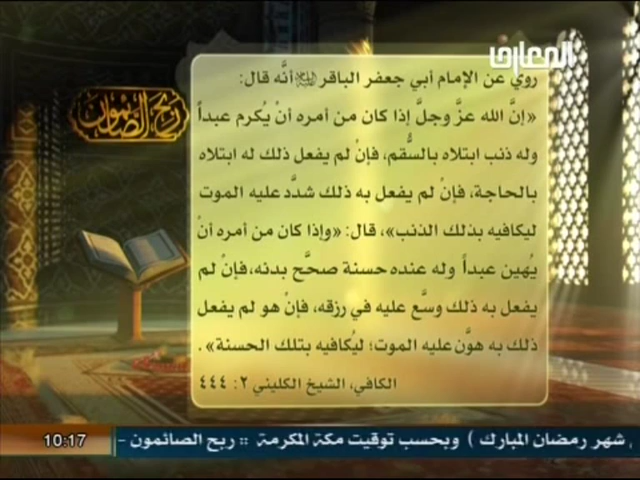 المعارف
ربح الصائمون
روي عن الإمام أبي جعفر الباقر عليه السلام أنَّه قال:
«إنَّ الله عزَّ وجلَّ إذا كان من أمره أنْ يُكرم عبداً
وله ذنب ابتلاه بالسُّقم، فإنْ لم يفعل ذلك له ابتلاه
بالحاجة، فإنْ لم يفعل به ذلك شدَّد عليه الموت
ليكافيه بذلك الذنب»، قال: «وإذا كان من أمره أنْ
يُهين عبداً وله عنده حسنة صحَّح بدنه، فإنْ لم
يفعل به ذلك وسَّع عليه في رزقه، فإنْ هو لم يفعل
ذلك به هوَّن عليه الموت؛ ليُكافيه بتلك الحسنة».
الكافي، الشيخ الكليني ٢: ٤٤٤
شهر رمضان المبارك ) وبحسب توقيت مكة المكرمة :: ربح الصائمون –
10:17